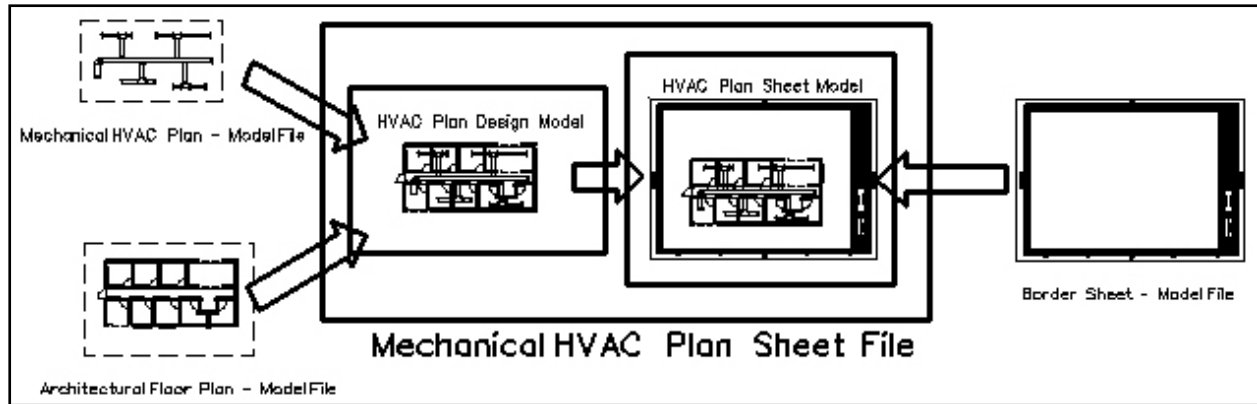 HVAC Plan Sheet Model
HVAC Plan Design Model
Mechanical HVAC Plan - Model File
Border Sheet - Model File
Mechanical HVAC Plan Sheet File
Architectural Floor Plan - Model File